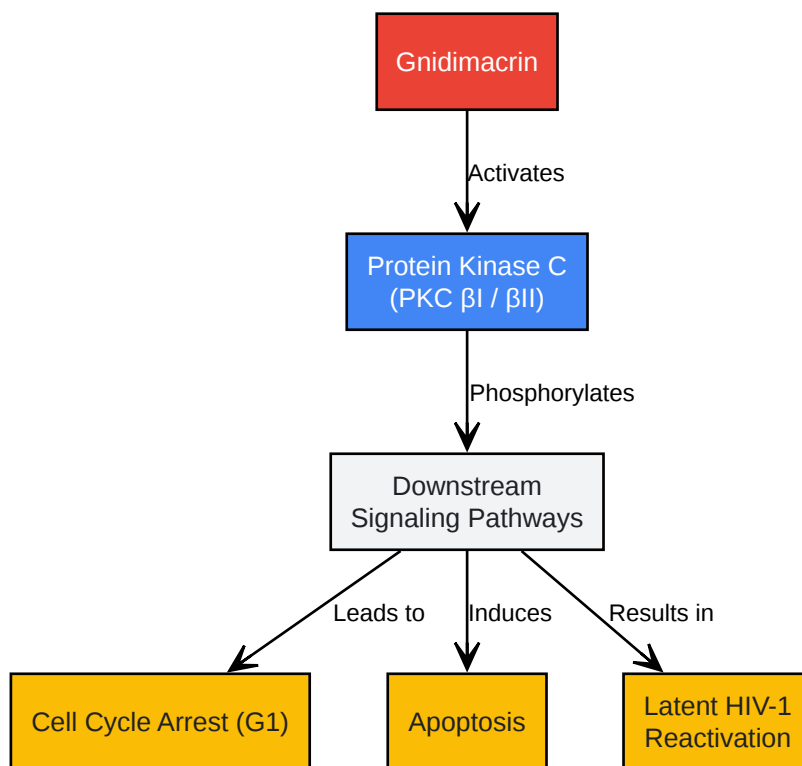 Gnidimacrin
Activates
Protein Kinase C
(PKC βI / βII)
Phosphorylates
Downstream
Signaling Pathways
Leads to
Induces
Results in
Cell Cycle Arrest (G1)
Apoptosis
Latent HIV-1
Reactivation